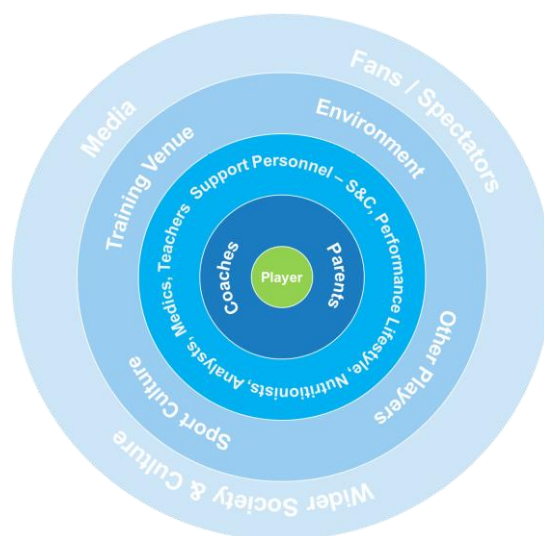 Player
Coaches
Parents
Support Personnel – S&C, Performance Lifestyle, Nutritionists, Analysts, Medics, Teachers
Training Venue
Environment
Other Players
Sport Culture
Media
Fans / Spectators
Wider Society & Culture